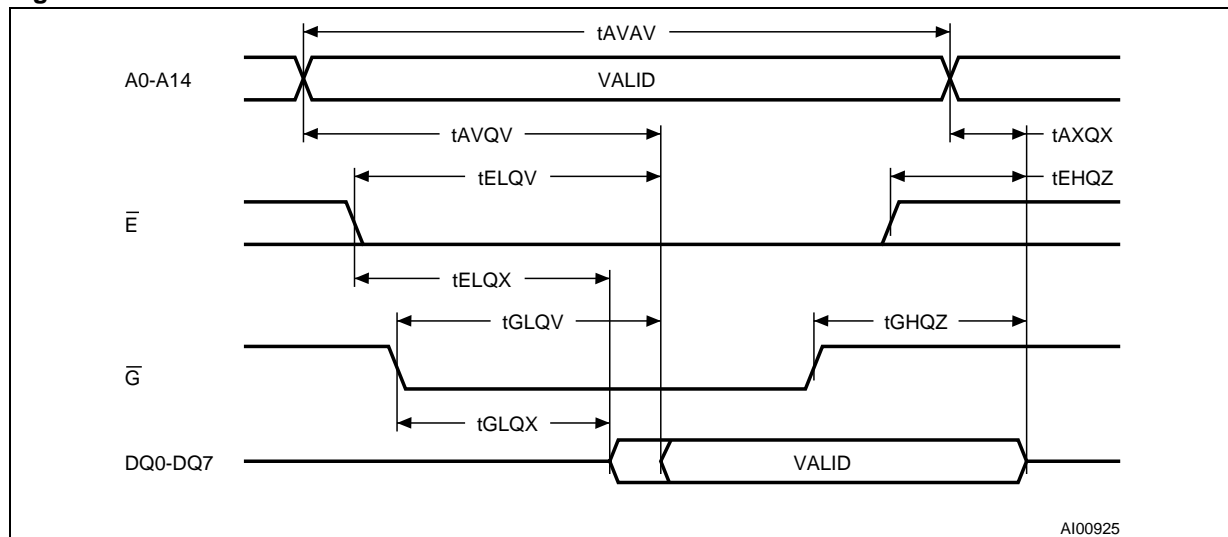 tAVAV
A0-A14
VALID
tAVQV
tAXQX
tELQV
tEHQZ
E̅
tELQX
tGLQV
tGHQZ
G̅
tGLQX
DQ0-DQ7
VALID
AI00925